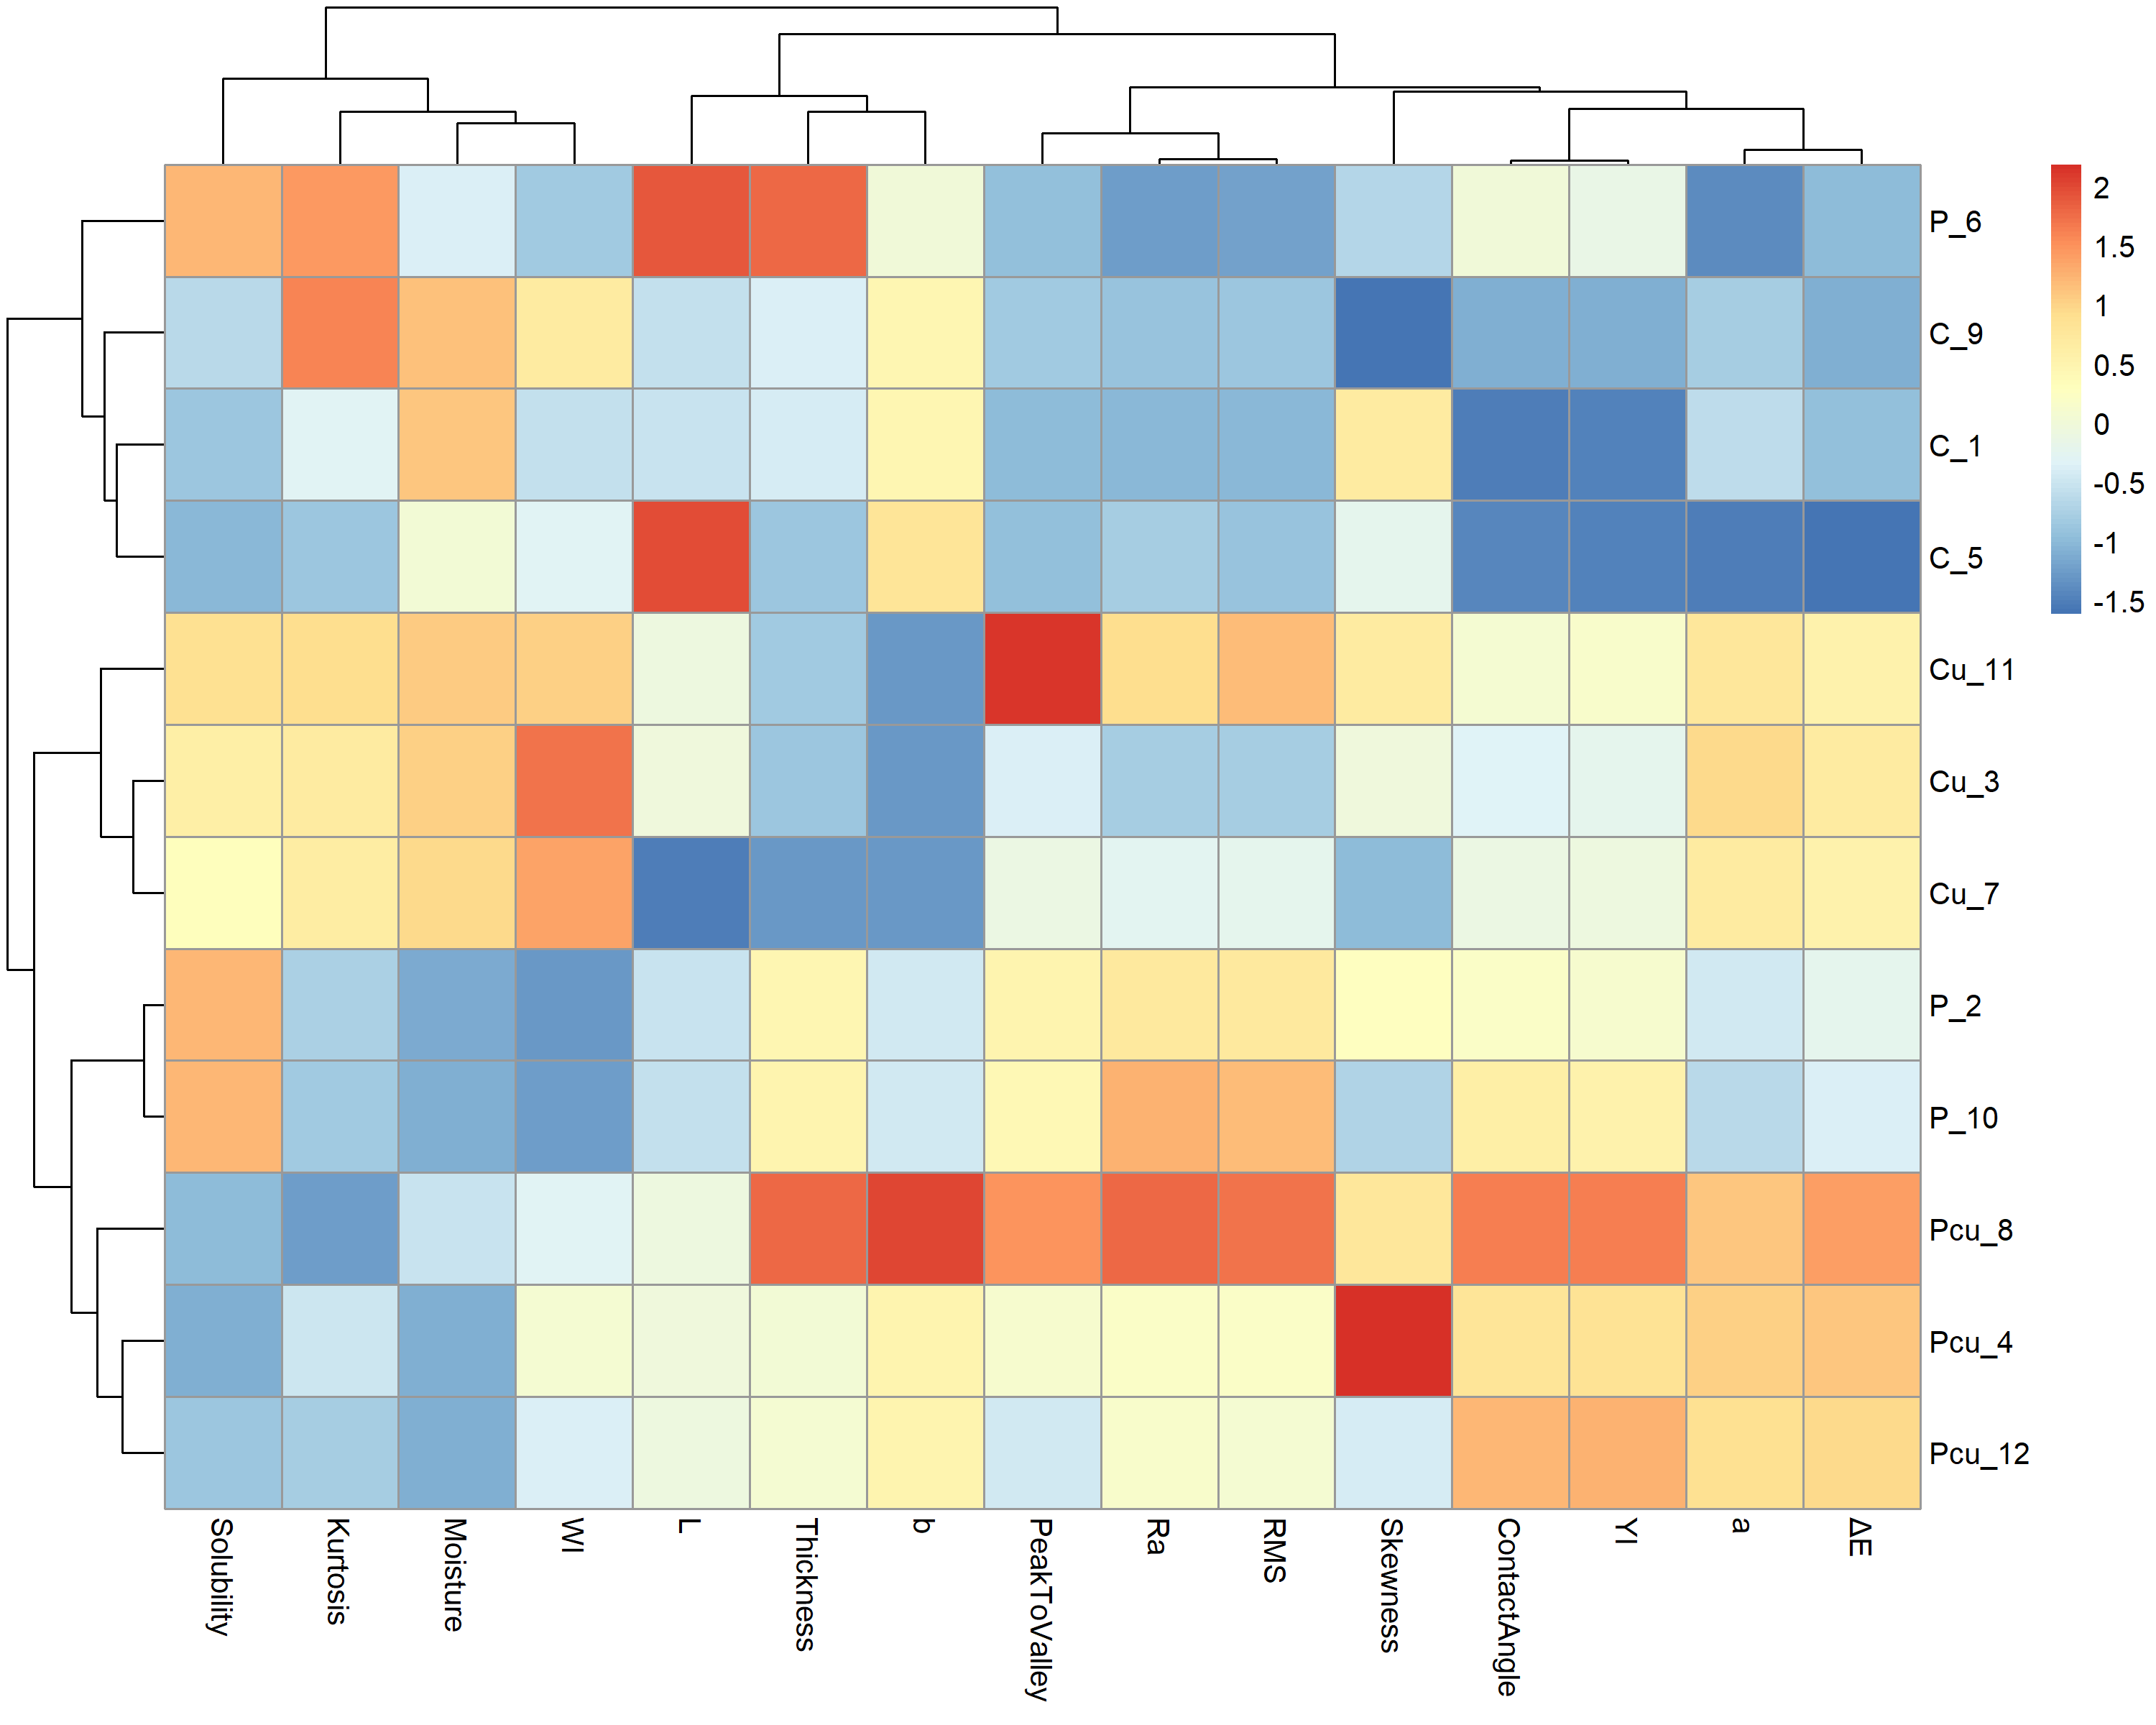 P_6
C_9
C_1
C_5
Cu_11
Cu_3
Cu_7
P_2
P_10
Pcu_8
Pcu_4
Pcu_12
2
1.5
1
0.5
0
-0.5
-1
-1.5
Solubility
Kurtosis
Moisture
WI
L
Thickness
b
PeakToValley
Ra
RMS
Skewness
ContactAngle
YI
a
ΔE